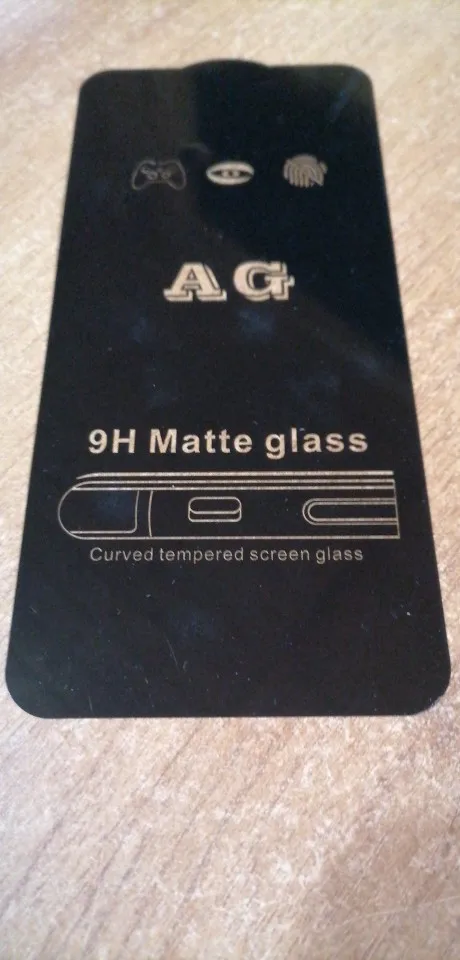 AG
9H Matte glass
Curved tempered screen glass